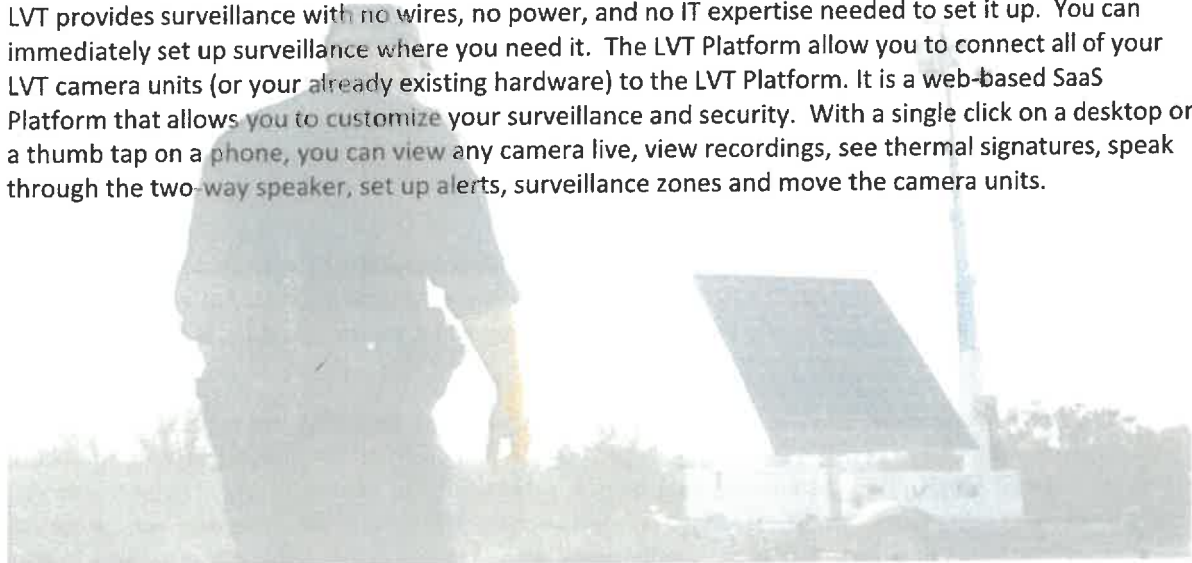 LVT provides surveillance with no wires, no power, and no IT expertise needed to set it up.  You can
immediately set up surveillance where you need it.  The LVT Platform allow you to connect all of your
LVT camera units (or your already existing hardware) to the LVT Platform. It is a web-based SaaS
Platform that allows you to customize your surveillance and security.  With a single click on a desktop or
a thumb tap on a phone, you can view any camera live, view recordings, see thermal signatures, speak
through the two-way speaker, set up alerts, surveillance zones and move the camera units.